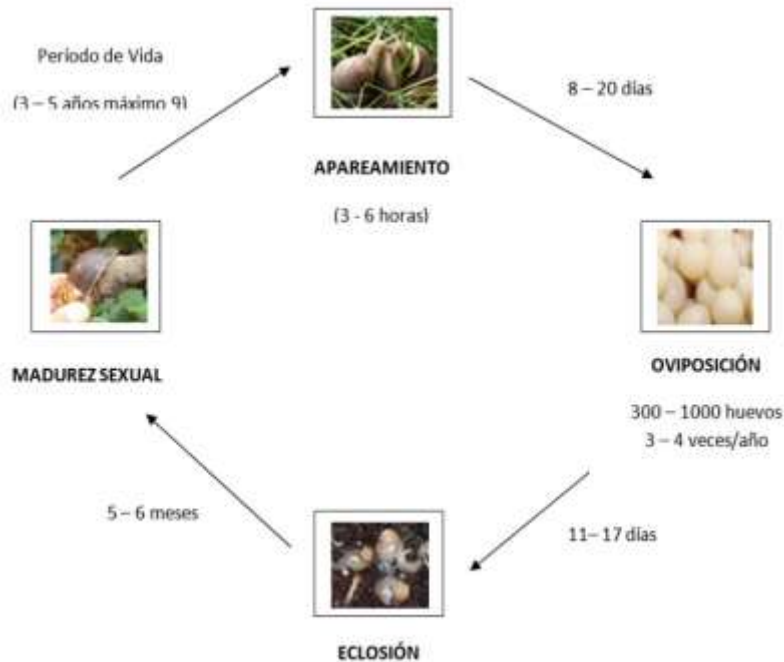 Periodo de Vida
(3 – 5 años máximo 9)
8 – 20 días
APAREAMIENTO
(3 - 6 horas)
MADUREZ SEXUAL
OVIPOSICIÓN
300 – 1000 huevos
3 – 4 veces/año
5 – 6 meses
11– 17 días
ECLOSIÓN